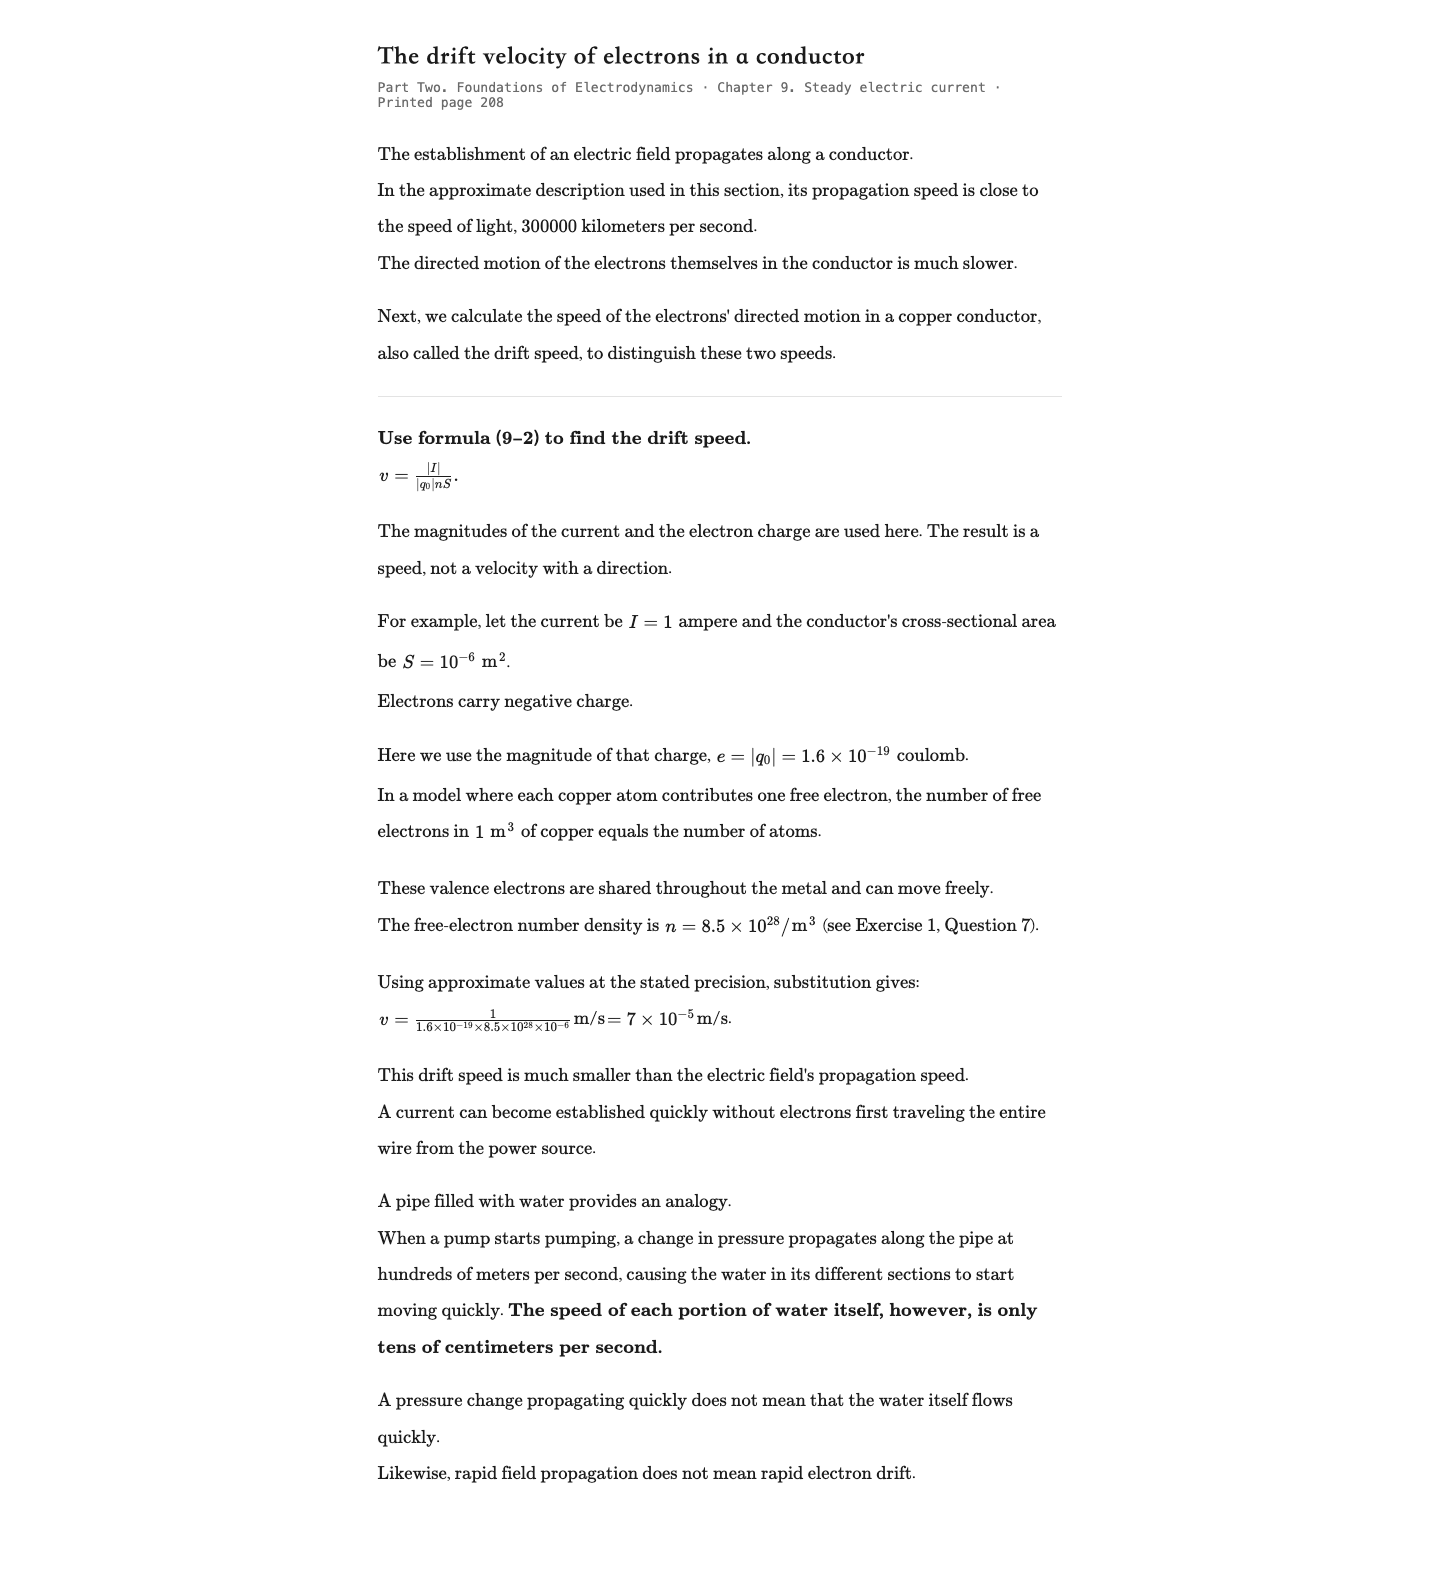 The drift velocity of electrons in a conductor
Part Two. Foundations of Electrodynamics · Chapter 9. Steady electric current ·
Printed page 208
The establishment of an electric field propagates along a conductor.
In the approximate description used in this section, its propagation speed is close to
the speed of light, 300000 kilometers per second.
The directed motion of the electrons themselves in the conductor is much slower.
Next, we calculate the speed of the electrons' directed motion in a copper conductor,
also called the drift speed, to distinguish these two speeds.
Use formula (9–2) to find the drift speed.
v = |I| / |q₀|nS.
The magnitudes of the current and the electron charge are used here. The result is a
speed, not a velocity with a direction.
For example, let the current be I = 1 ampere and the conductor's cross-sectional area
be S = 10⁻⁶ m².
Electrons carry negative charge.
Here we use the magnitude of that charge, e = |q₀| = 1.6 × 10⁻¹⁹ coulomb.
In a model where each copper atom contributes one free electron, the number of free
electrons in 1 m³ of copper equals the number of atoms.
These valence electrons are shared throughout the metal and can move freely.
The free-electron number density is n = 8.5 × 10²⁸/m³ (see Exercise 1, Question 7).
Using approximate values at the stated precision, substitution gives:
v = 1 / 1.6×10⁻¹⁹×8.5×10²⁸×10⁻⁶ m/s= 7 × 10⁻⁵m/s.
This drift speed is much smaller than the electric field's propagation speed.
A current can become established quickly without electrons first traveling the entire
wire from the power source.
A pipe filled with water provides an analogy.
When a pump starts pumping, a change in pressure propagates along the pipe at
hundreds of meters per second, causing the water in its different sections to start
moving quickly. The speed of each portion of water itself, however, is only
tens of centimeters per second.
A pressure change propagating quickly does not mean that the water itself flows
quickly.
Likewise, rapid field propagation does not mean rapid electron drift.